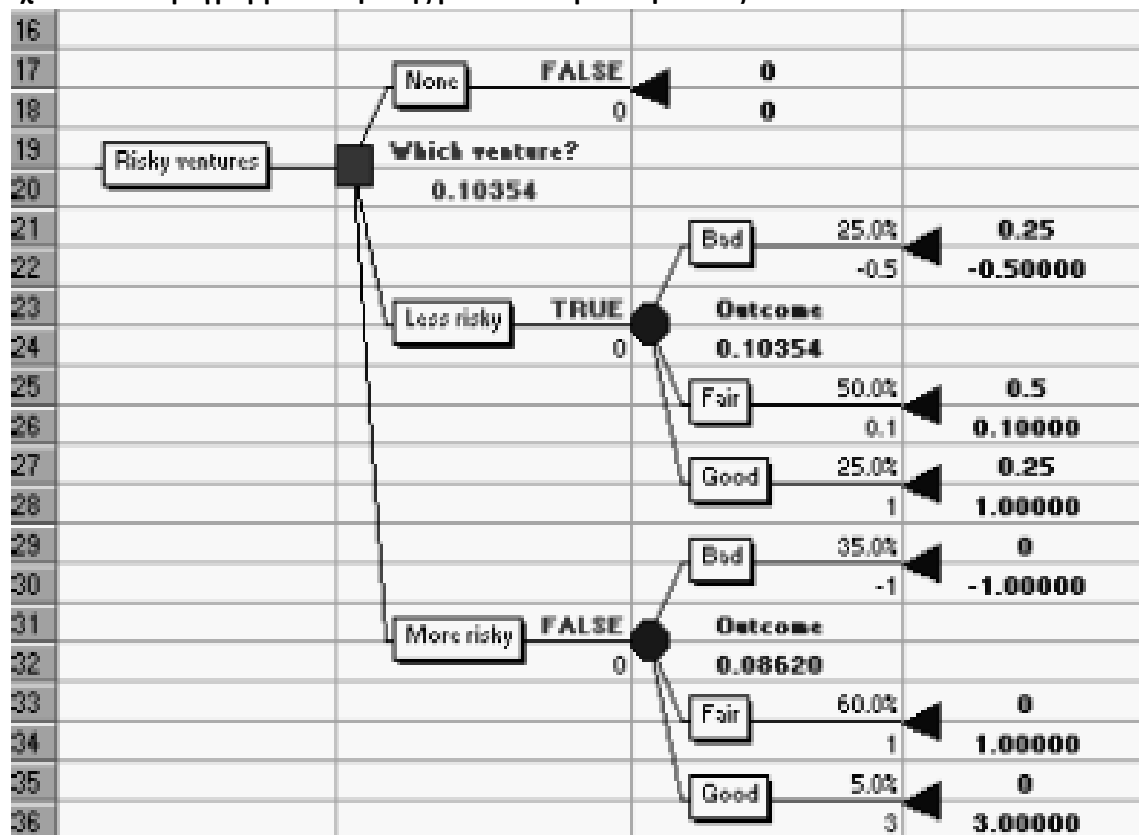 16
17 None FALSE 0
18 0 0
19 Risky ventures Which venture?
20 0.10354
21 Bad 25.0% 0.25
22 -0.5 -0.50000
23 Less risky TRUE Outcome
24 0 0.10354
25 Fair 50.0% 0.5
26 0.1 0.10000
27 Good 25.0% 0.25
28 1 1.00000
29 Bad 35.0% 0
30 -1 -1.00000
31 More risky FALSE Outcome
32 0 0.08620
33 Fair 60.0% 0
34 1 1.00000
35 Good 5.0% 0
36 3 3.00000